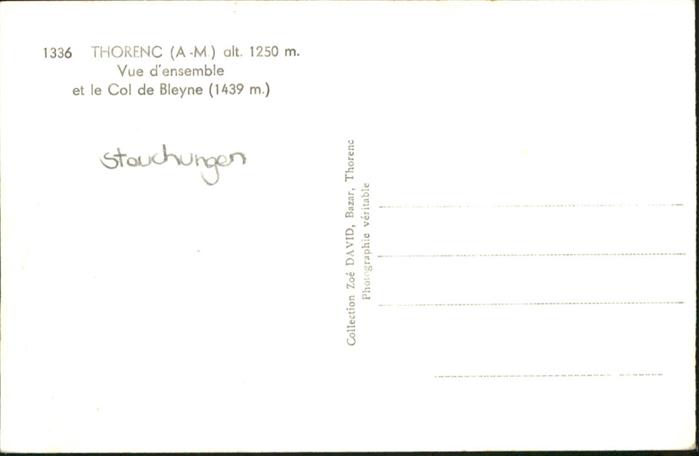 1336 THORENC (A.-M.) alt. 1250 m.
Vue d'ensemble
et le Col de Bleyne (1439 m.)
Stauchungen
Collection Zoé DAVID, Bazar, Thorenc
Photographie véritable